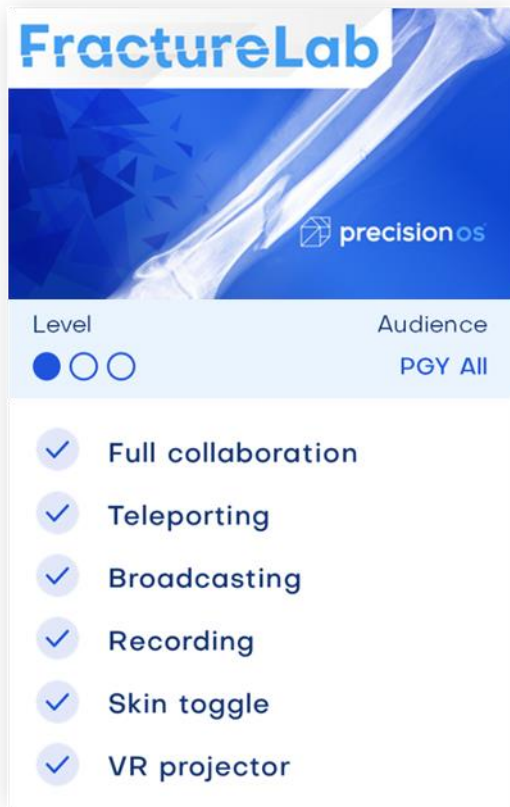 FractureLab
precisionos
Level
Audience
PGY All
Full collaboration
Teleporting
Broadcasting
Recording
Skin toggle
VR projector